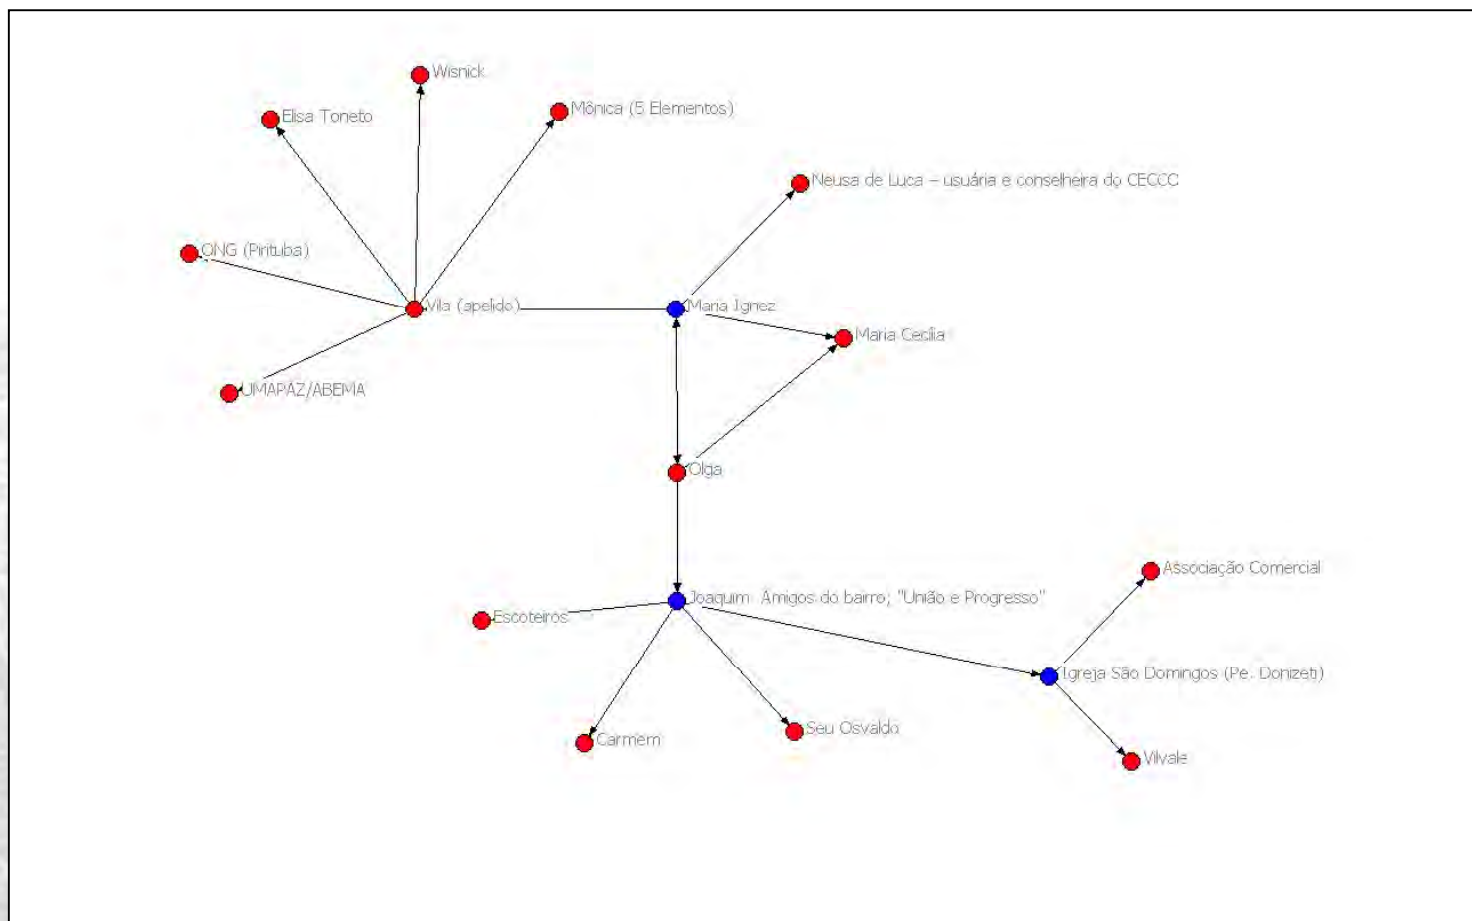 Wisnick
Mônica (5 Elementos)
Elisa Toneto
Neusa de Luca – usuária e conselheira do CECCO
ONG (Pirituba)
Vila (apelido)
Maria Ignez
Maria Cecília
UMAPAZ/ABEMA
Olga
Associação Comercial
Joaquim Amigos do bairro; "União e Progresso"
Escoteiros
Igreja São Domingos (Pe. Donizeti)
Seu Osvaldo
Carmem
Vilvale